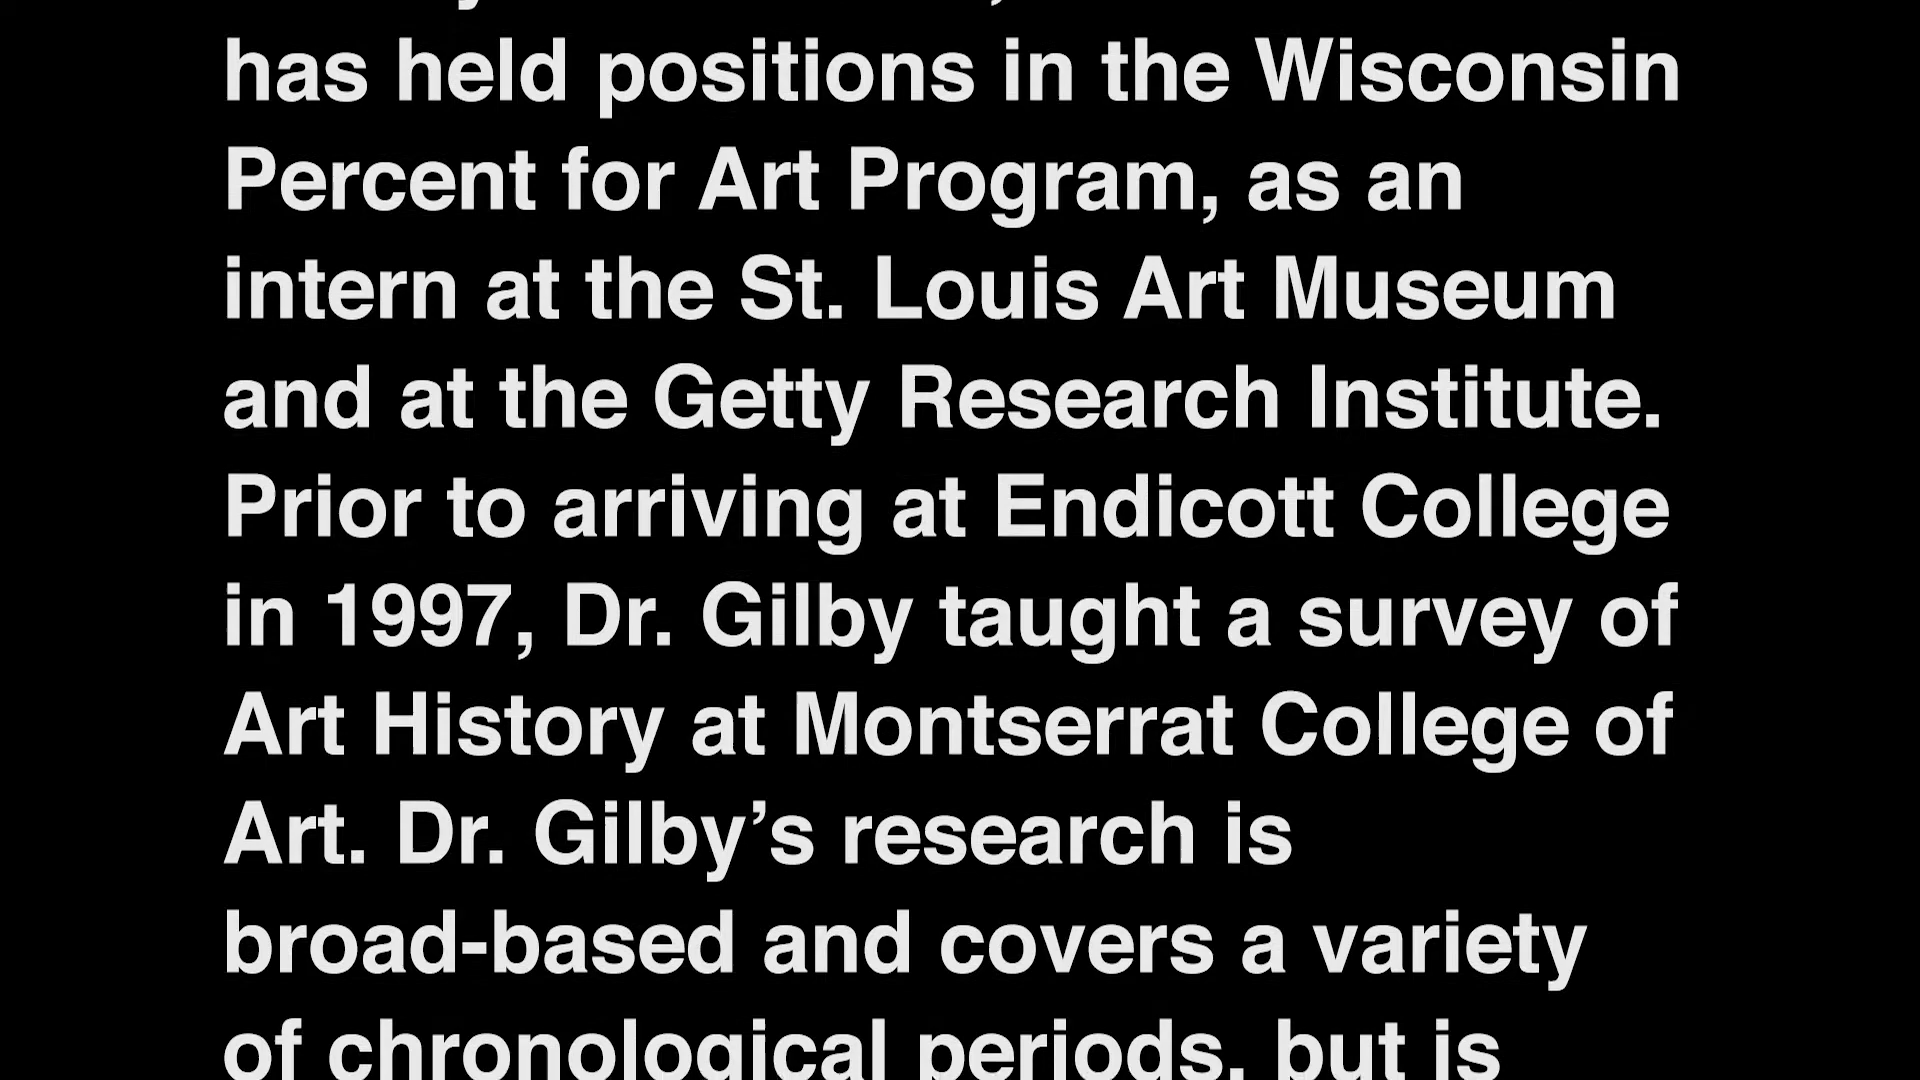 has held positions in the Wisconsin
Percent for Art Program, as an
intern at the St. Louis Art Museum
and at the Getty Research Institute.
Prior to arriving at Endicott College
in 1997, Dr. Gilby taught a survey of
Art History at Montserrat College of
Art. Dr. Gilby’s research is
broad-based and covers a variety
of chronological periods, but is